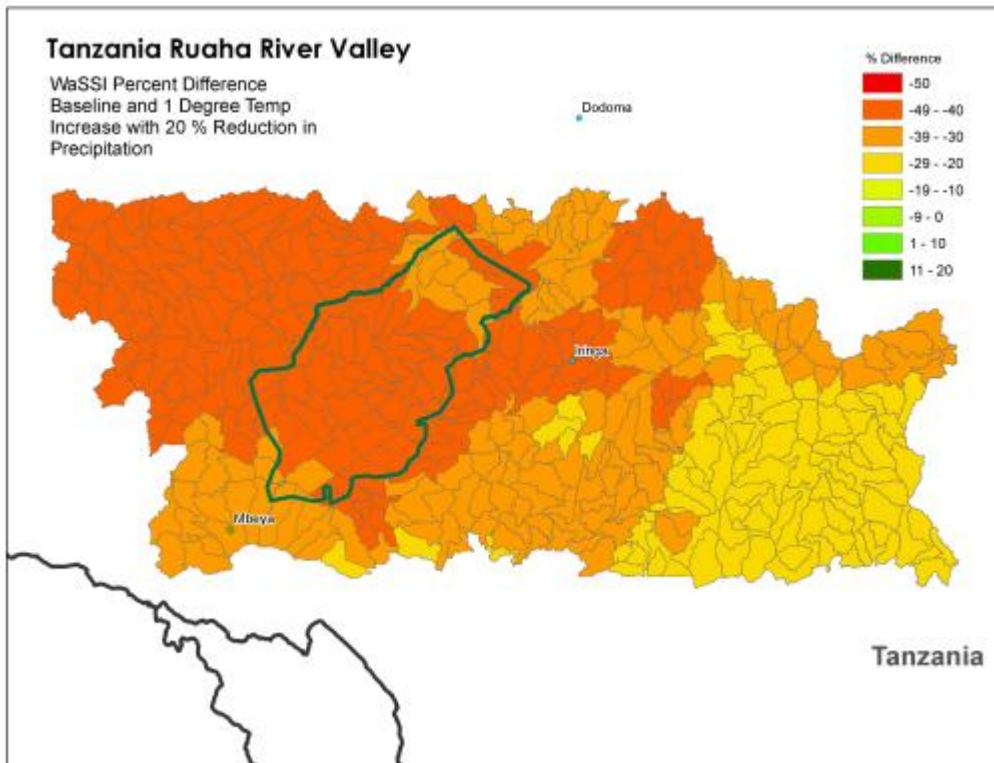 Tanzania Ruaha River Valley
WaSSI Percent Difference
Baseline and 1 Degree Temp
Increase with 20 % Reduction in
Precipitation
% Difference
-50
-49 - -40
-39 - -30
-29 - -20
-19 - -10
-9 - 0
1 - 10
11 - 20
Dodoma
Iringa
Mbeya
Tanzania